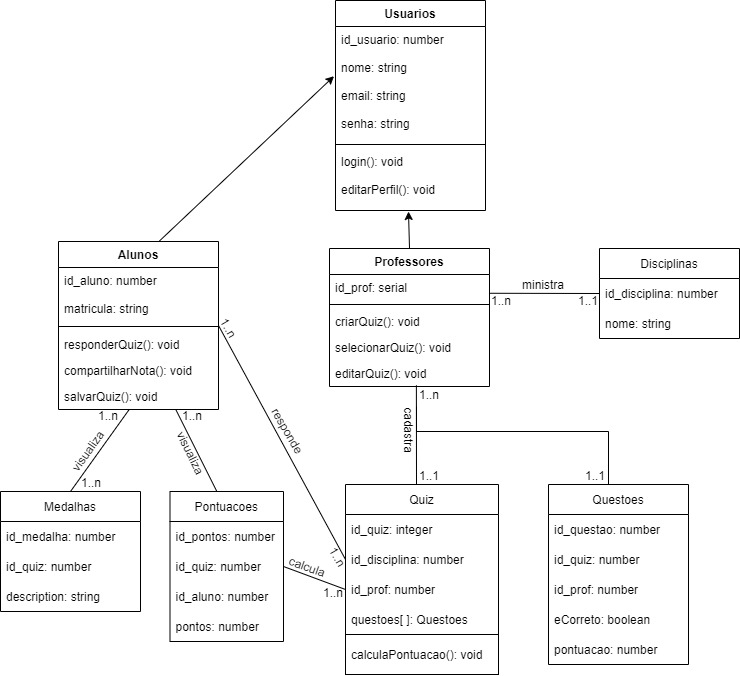 Usuarios
id_usuario: number
nome: string
email: string
senha: string
login(): void
editarPerfil(): void
Alunos
id_aluno: number
matricula: string
responderQuiz(): void
compartilharNota(): void
salvarQuiz(): void
Professores
id_prof: serial
criarQuiz(): void
selecionarQuiz(): void
editarQuiz(): void
ministra
1..n
1..1
Disciplinas
id_disciplina: number
nome: string
1..n
responde
1..n
1..n
cadastra
1..1
1..1
1..n
visualiza
1..n
1..n
visualiza
Medalhas
id_medalha: number
id_quiz: number
description: string
Pontuacoes
id_pontos: number
id_quiz: number
id_aluno: number
pontos: number
calcula
1..n
Quiz
id_quiz: integer
id_disciplina: number
id_prof: number
questoes[ ]: Questoes
calculaPontuacao(): void
Questoes
id_questao: number
id_quiz: number
id_prof: number
eCorreto: boolean
pontuacao: number